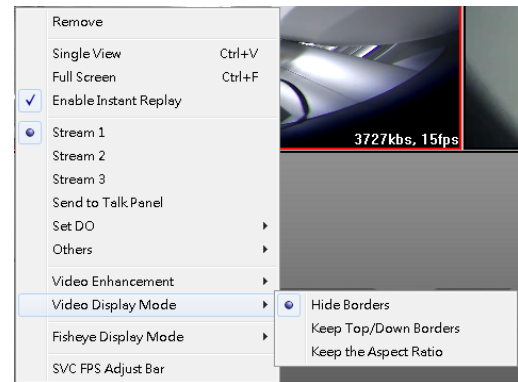 Remove
Single View Ctrl+V
Full Screen Ctrl+F
Enable Instant Replay
3727kbs, 15fps
Stream 1
Stream 2
Stream 3
Send to Talk Panel
Set DO
Others
Video Enhancement
Video Display Mode
Hide Borders
Keep Top/Down Borders
Keep the Aspect Ratio
Fisheye Display Mode
SVC FPS Adjust Bar